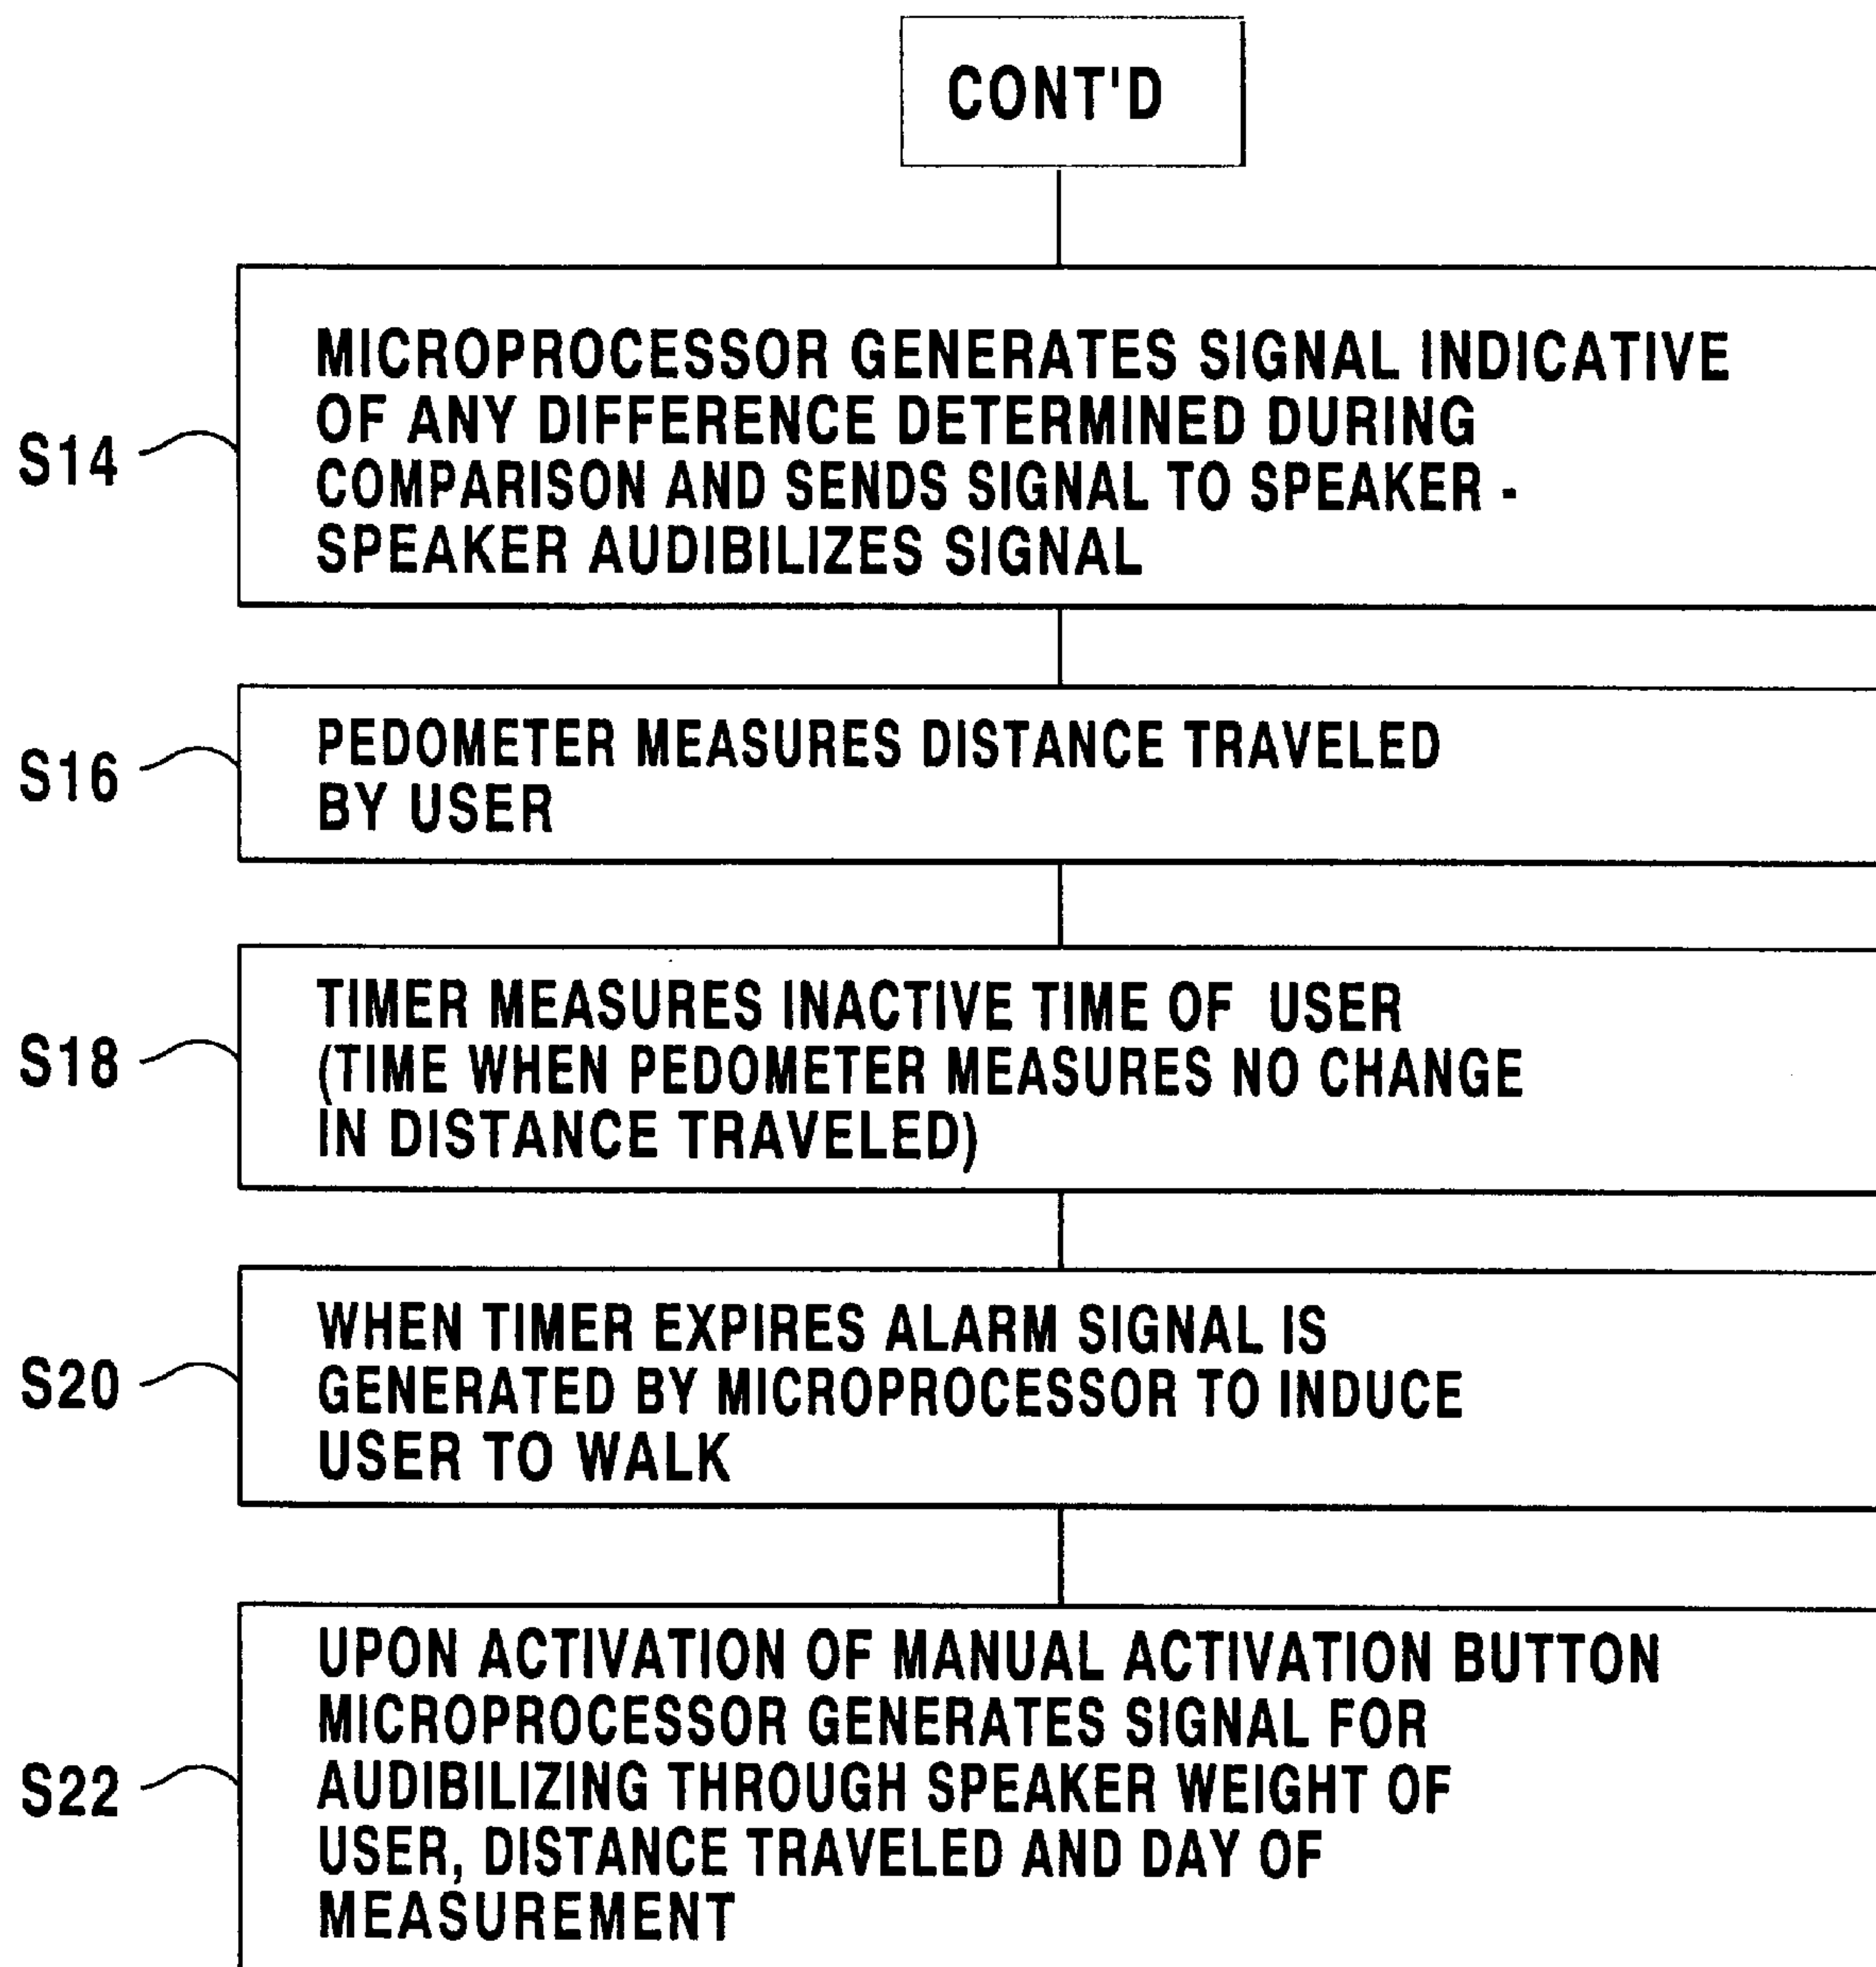 CONT'D
MICROPROCESSOR GENERATES SIGNAL INDICATIVE
OF ANY DIFFERENCE DETERMINED DURING
S14
COMPARISON AND SENDS SIGNAL TO SPEAKER -
SPEAKER AUDIBILIZES SIGNAL
PEDOMETER MEASURES DISTANCE TRAVELED
S16
BY USER
TIMER MEASURES INACTIVE TIME OF USER
S18
(TIME WHEN PEDOMETER MEASURES NO CHANGE
IN DISTANCE TRAVELED)
WHEN TIMER EXPIRES ALARM SIGNAL IS
S20
GENERATED BY MICROPROCESSOR TO INDUCE
USER TO WALK
UPON ACTIVATION OF MANUAL ACTIVATION BUTTON
MICROPROCESSOR GENERATES SIGNAL FOR
S22
AUDIBILIZING THROUGH SPEAKER WEIGHT OF
USER, DISTANCE TRAVELED AND DAY OF
MEASUREMENT